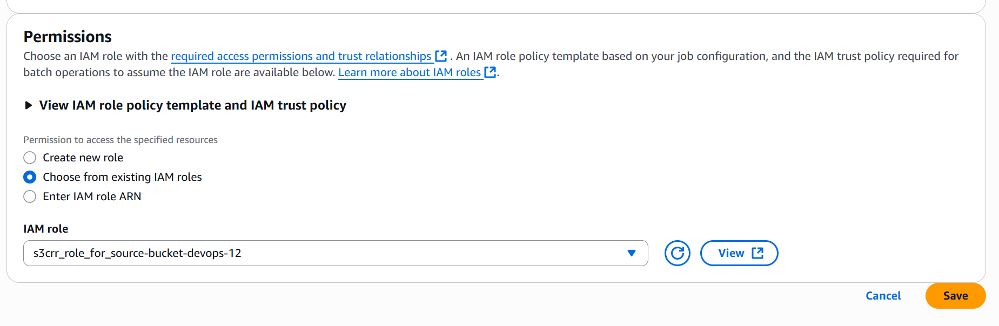 Permissions
Choose an IAM role with the required access permissions and trust relationships . An IAM role policy template based on your job configuration, and the IAM trust policy required for
batch operations to assume the IAM role are available below. Learn more about IAM roles .
View IAM role policy template and IAM trust policy
Permission to access the specified resources
Create new role
Choose from existing IAM roles
Enter IAM role ARN
IAM role
s3crr_role_for_source-bucket-devops-12
View
Cancel
Save